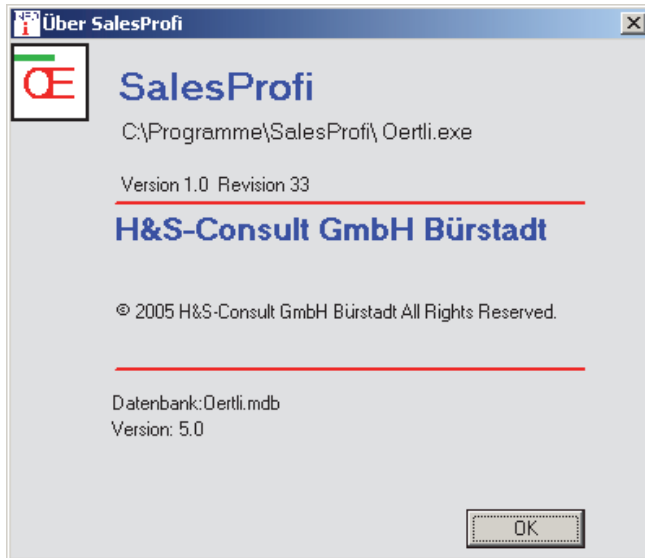 Über SalesProfi
Œ
SalesProfi
C:\Programme\SalesProfi\ Oertli.exe
Version 1.0 Revision 33
H&S-Consult GmbH Bürstadt
© 2005 H&S-Consult GmbH Bürstadt All Rights Reserved.
Datenbank:Oertli.mdb
Version: 5.0
OK